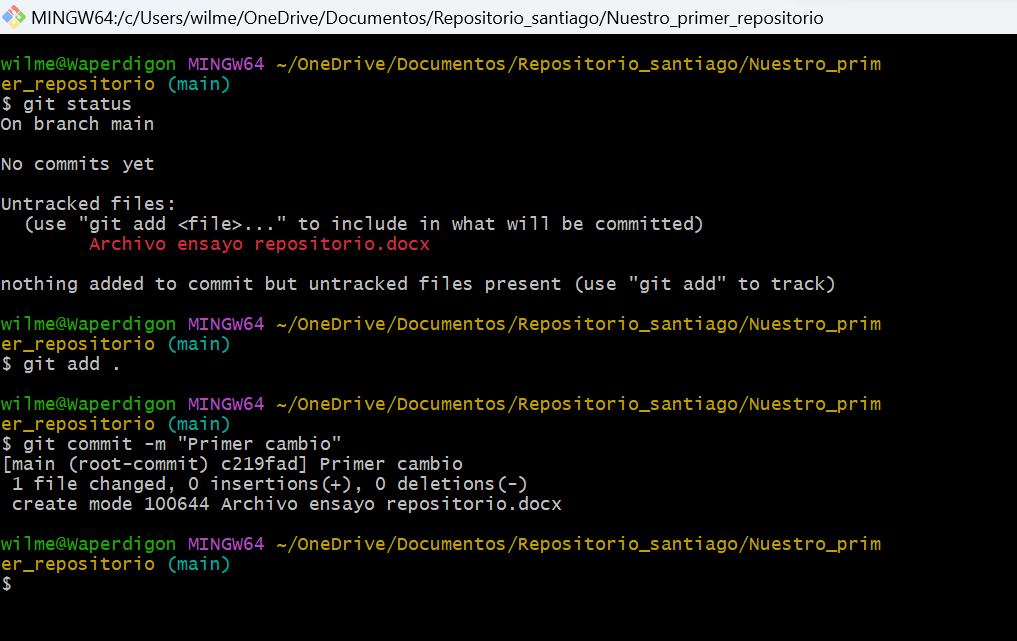 MINGW64:/c/Users/wilme/OneDrive/Documentos/Repositorio_santiago/Nuestro_primer_repositorio
wilme@Waperdigon MINGW64 ~/OneDrive/Documentos/Repositorio_santiago/Nuestro_prim
er_repositorio (main)
$ git status
On branch main
No commits yet
Untracked files:
  (use "git add <file>..." to include in what will be committed)
        Archivo ensayo repositorio.docx
nothing added to commit but untracked files present (use "git add" to track)
wilme@Waperdigon MINGW64 ~/OneDrive/Documentos/Repositorio_santiago/Nuestro_prim
er_repositorio (main)
$ git add .
wilme@Waperdigon MINGW64 ~/OneDrive/Documentos/Repositorio_santiago/Nuestro_prim
er_repositorio (main)
$ git commit -m "Primer cambio"
[main (root-commit) c219fad] Primer cambio
 1 file changed, 0 insertions(+), 0 deletions(-)
 create mode 100644 Archivo ensayo repositorio.docx
wilme@Waperdigon MINGW64 ~/OneDrive/Documentos/Repositorio_santiago/Nuestro_prim
er_repositorio (main)
$